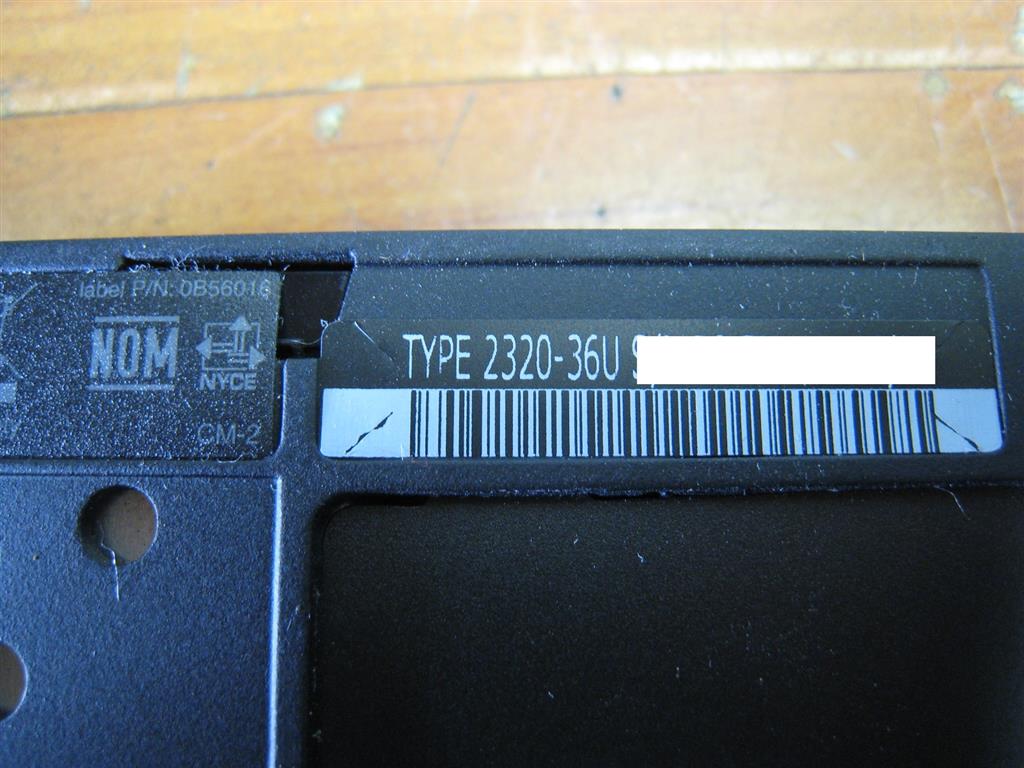 label P/N: 0B56016
NOM
NYCE
CM-2
TYPE 2320-36U